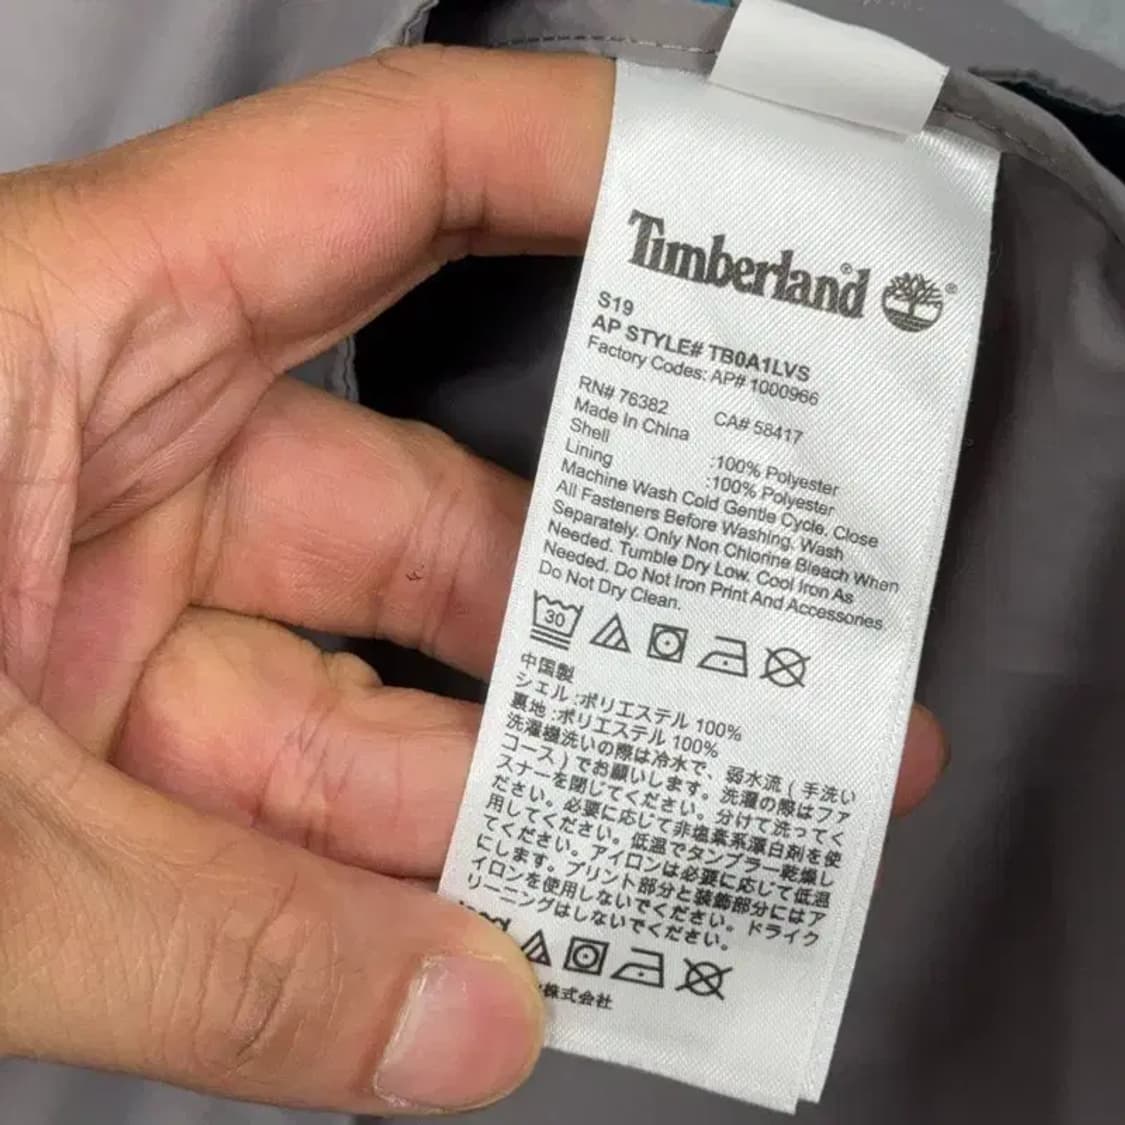 Timberland®
®
S19
AP STYLE# TB0A1LVS
Factory Codes: AP# 1000966
RN# 76382 CA# 58417
Made In China
Shell :100% Polyester
Lining :100% Polyester
Machine Wash Cold Gentle Cycle. Close
All Fasteners Before Washing. Wash
Separately. Only Non Chlorine Bleach When
Needed. Tumble Dry Low. Cool Iron As
Needed. Do Not Iron Print And Accessories.
Do Not Dry Clean.
30
中国製
シェル :ポリエステル 100%
裏地 :ポリエステル 100%
洗濯機洗いの際は冷水で、弱水流 ( 手洗い
コース ) でお願いします。洗濯の際はファ
スナーを閉じてください。分けて洗ってく
ださい。必要に応じて非塩素系漂白剤を使
用してください。低温でタンブラー乾燥し
てください。アイロンは必要に応じて低温
にします。プリント部分と装飾部分にはア
イロンを使用しないでください。ドライク
リーニングはしないでください。
株式会社